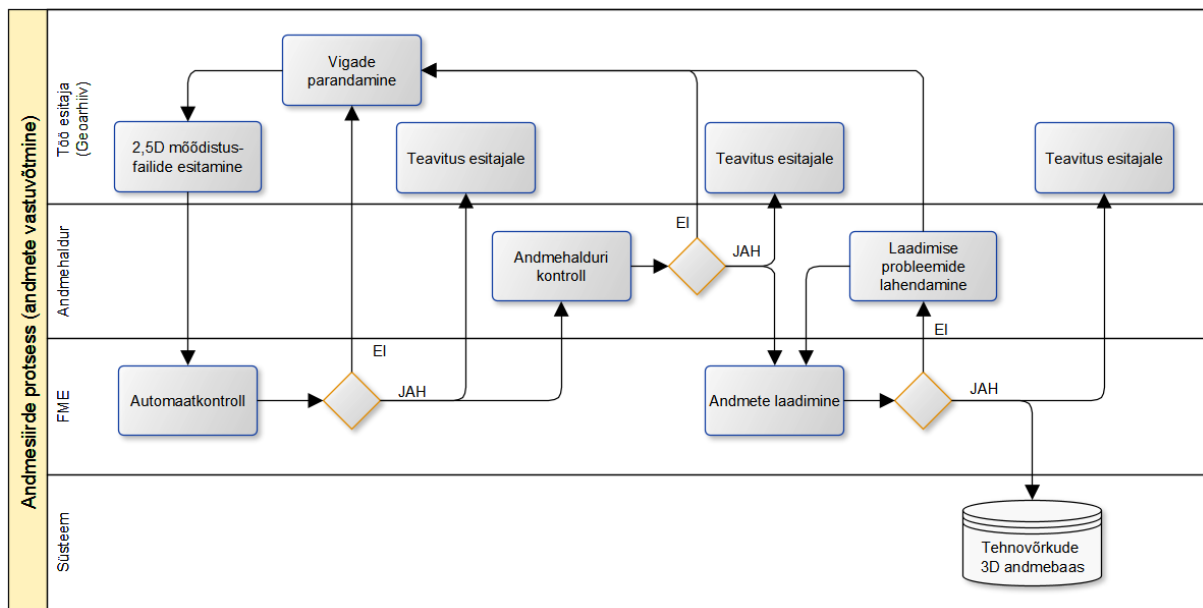 Andmesiirde protsess (andmete vastuvõtmine)
Töö esitaja
(Geoarhiiv)
Vigade
parandamine
2,5D mõõdistus-
failide esitamine
Teavitus esitajale
Teavitus esitajale
Teavitus esitajale
Andmehaldur
Andmehalduri
kontroll
EI
JAH
Laadimise
probleemide
lahendamine
FME
Automaatkontroll
EI
JAH
Andmete laadimine
EI
JAH
Süsteem
Tehnovõrkude
3D andmebaas